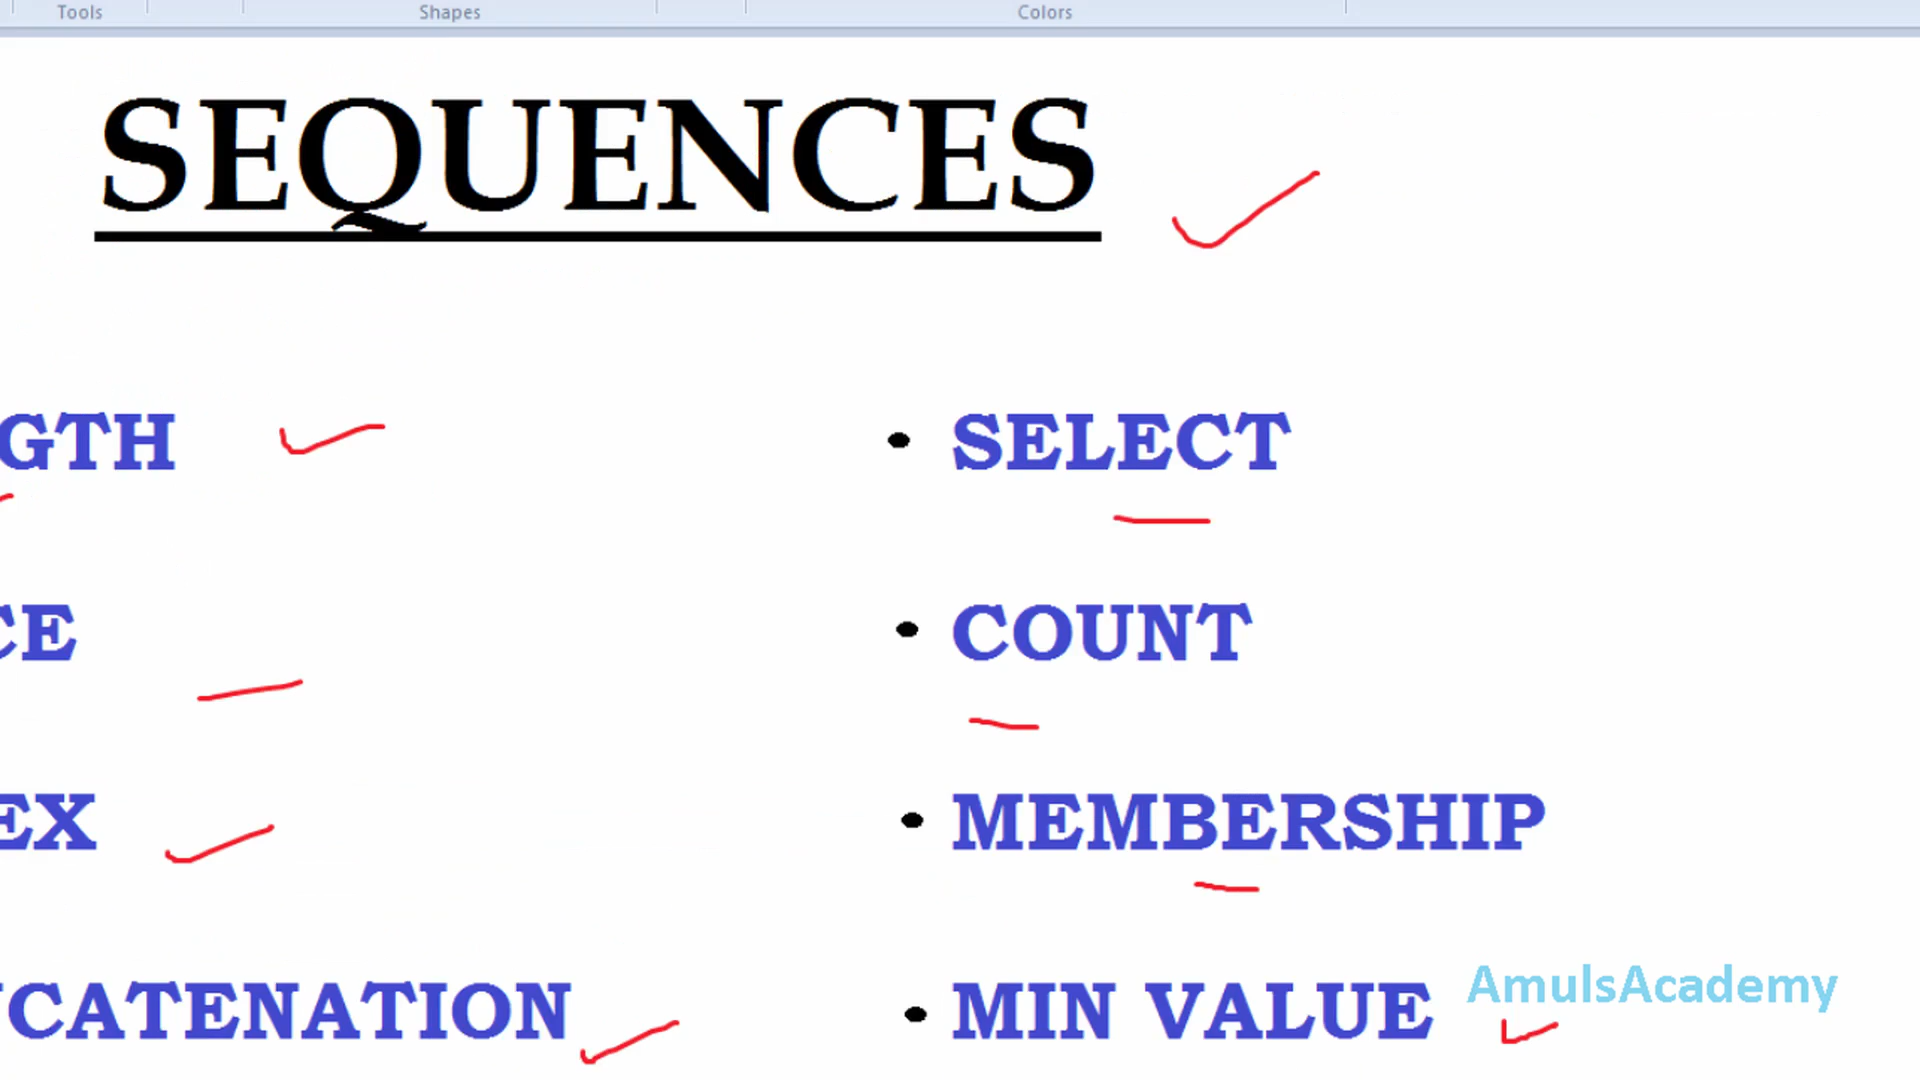 Tools Shapes Colors
SEQUENCES
GTH
• SELECT
CE
• COUNT
EX
• MEMBERSHIP
CATENATION
• MIN VALUE
AmulsAcademy